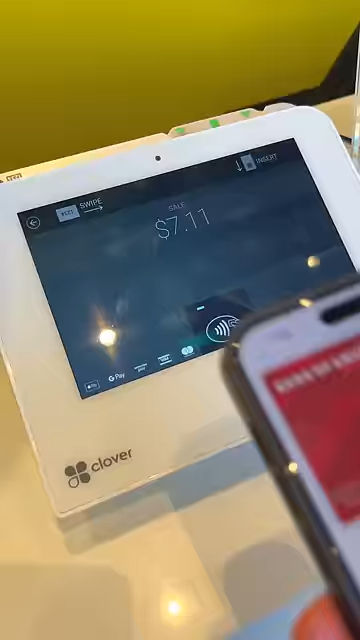 SWIPE
INSERT
SALE
$7.11
G Pay
clover